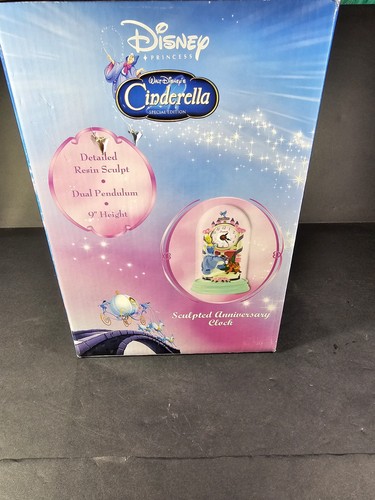 Disney
PRINCESS
Walt Disney's
Cinderella
SPECIAL EDITION
Detailed
Resin Sculpt
•
Dual Pendulum
•
9" Height
Sculpted Anniversary
Clock